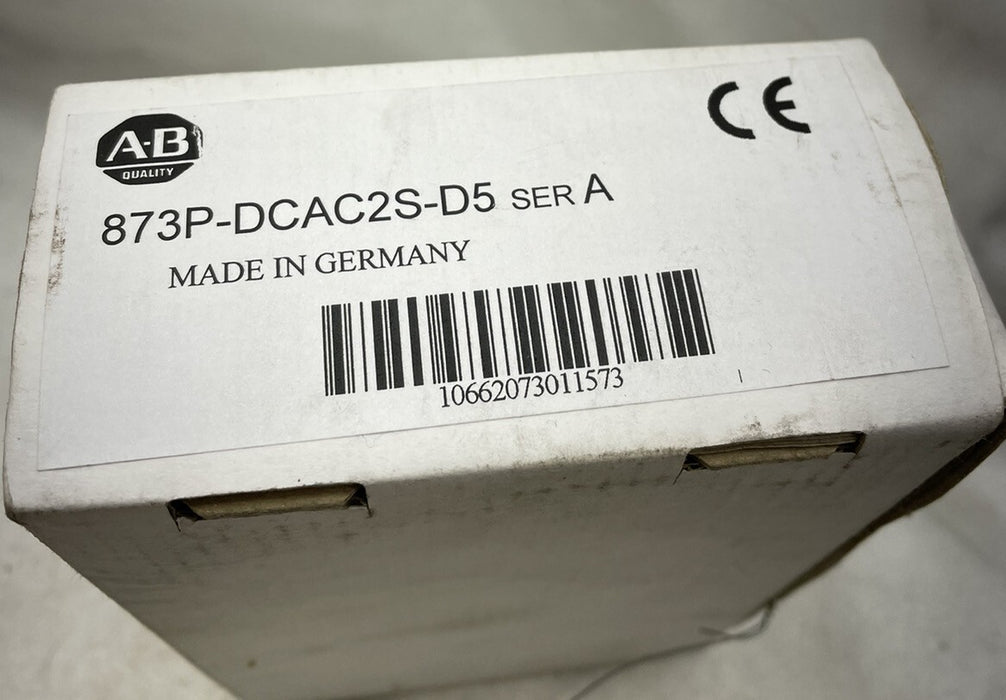 A-B
QUALITY
CE
873P-DCAC2S-D5 SER A
MADE IN GERMANY
10662073011573